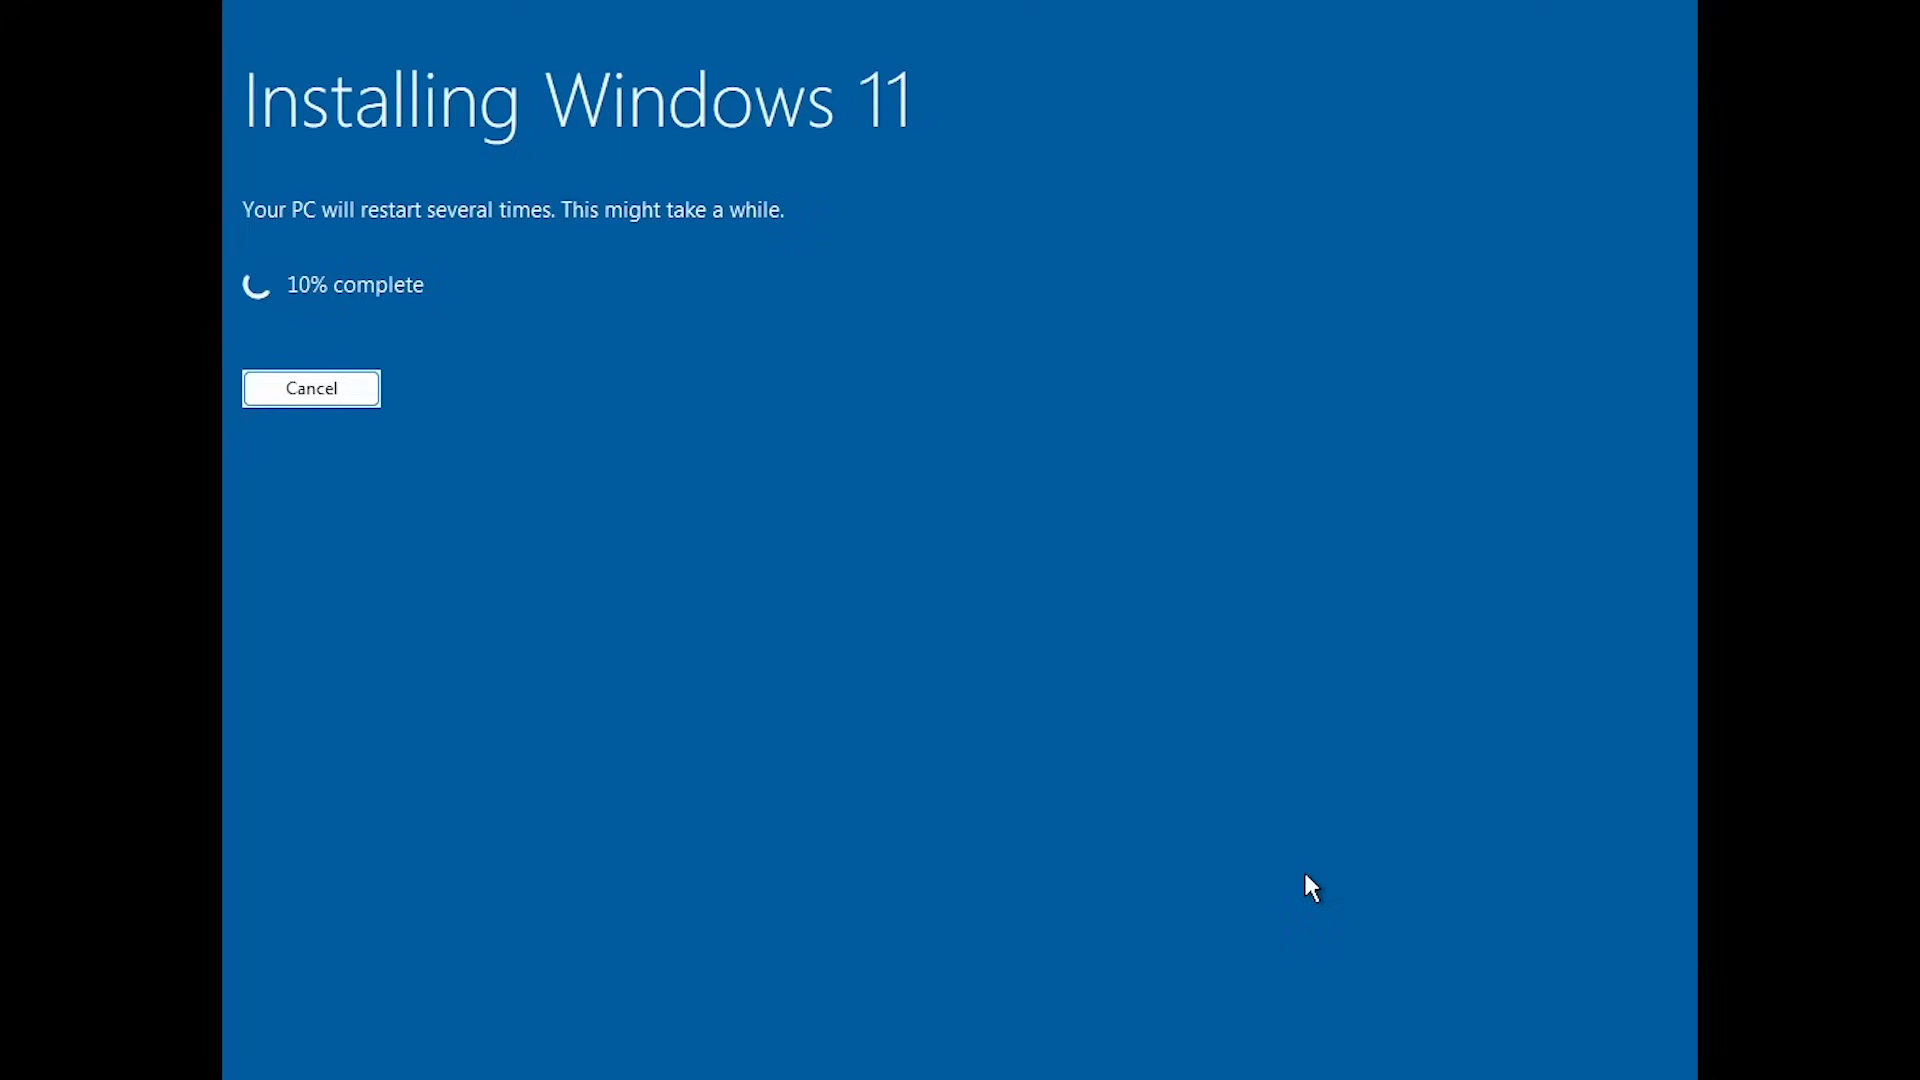 Installing Windows 11
Your PC will restart several times. This might take a while.
10% complete
Cancel